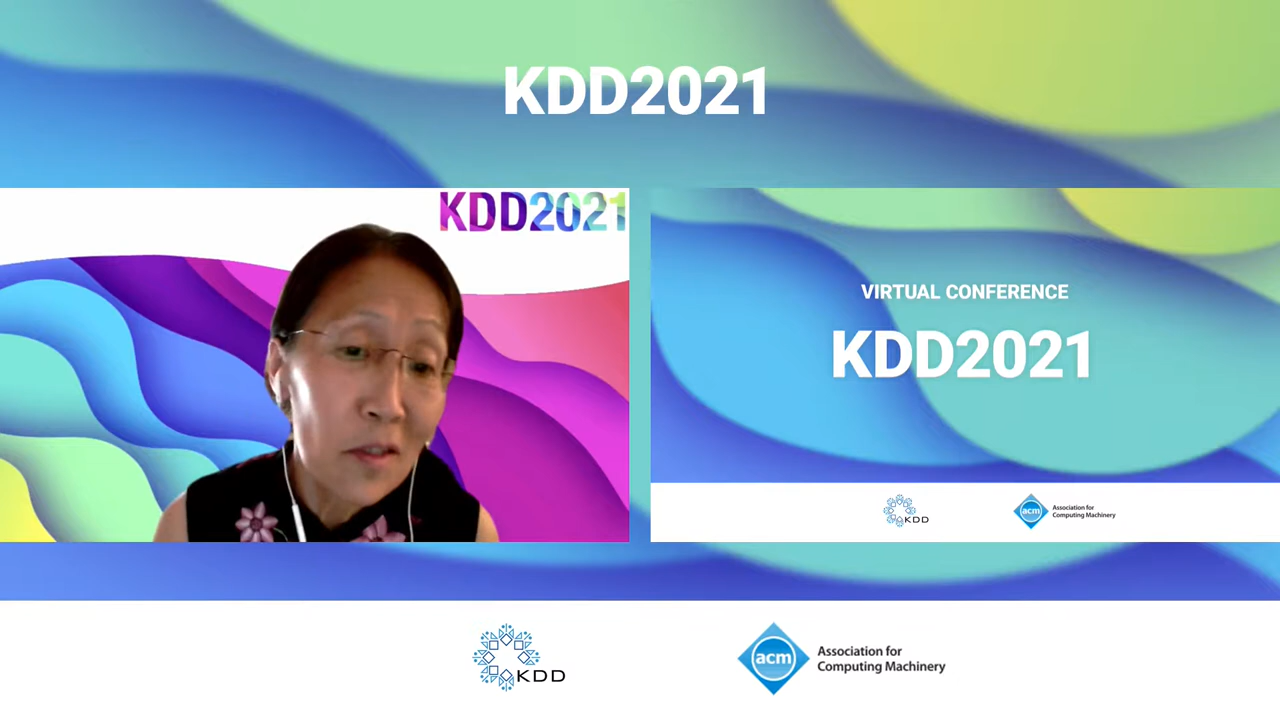 KDD2021
KDD2021
VIRTUAL CONFERENCE
KDD2021
KDD
acm
Association for
Computing Machinery
KDD
acm
Association for
Computing Machinery